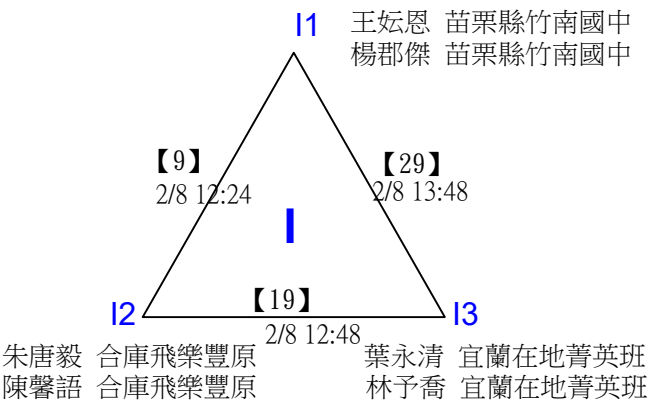 I1 王妘恩 苗栗縣竹南國中
楊郡傑 苗栗縣竹南國中
【9】 【29】
2/8 12:24 2/8 13:48
I
【19】
I2 I3
2/8 12:48
朱唐毅 合庫飛樂豐原 葉永清 宜蘭在地菁英班
陳馨語 合庫飛樂豐原 林予喬 宜蘭在地菁英班